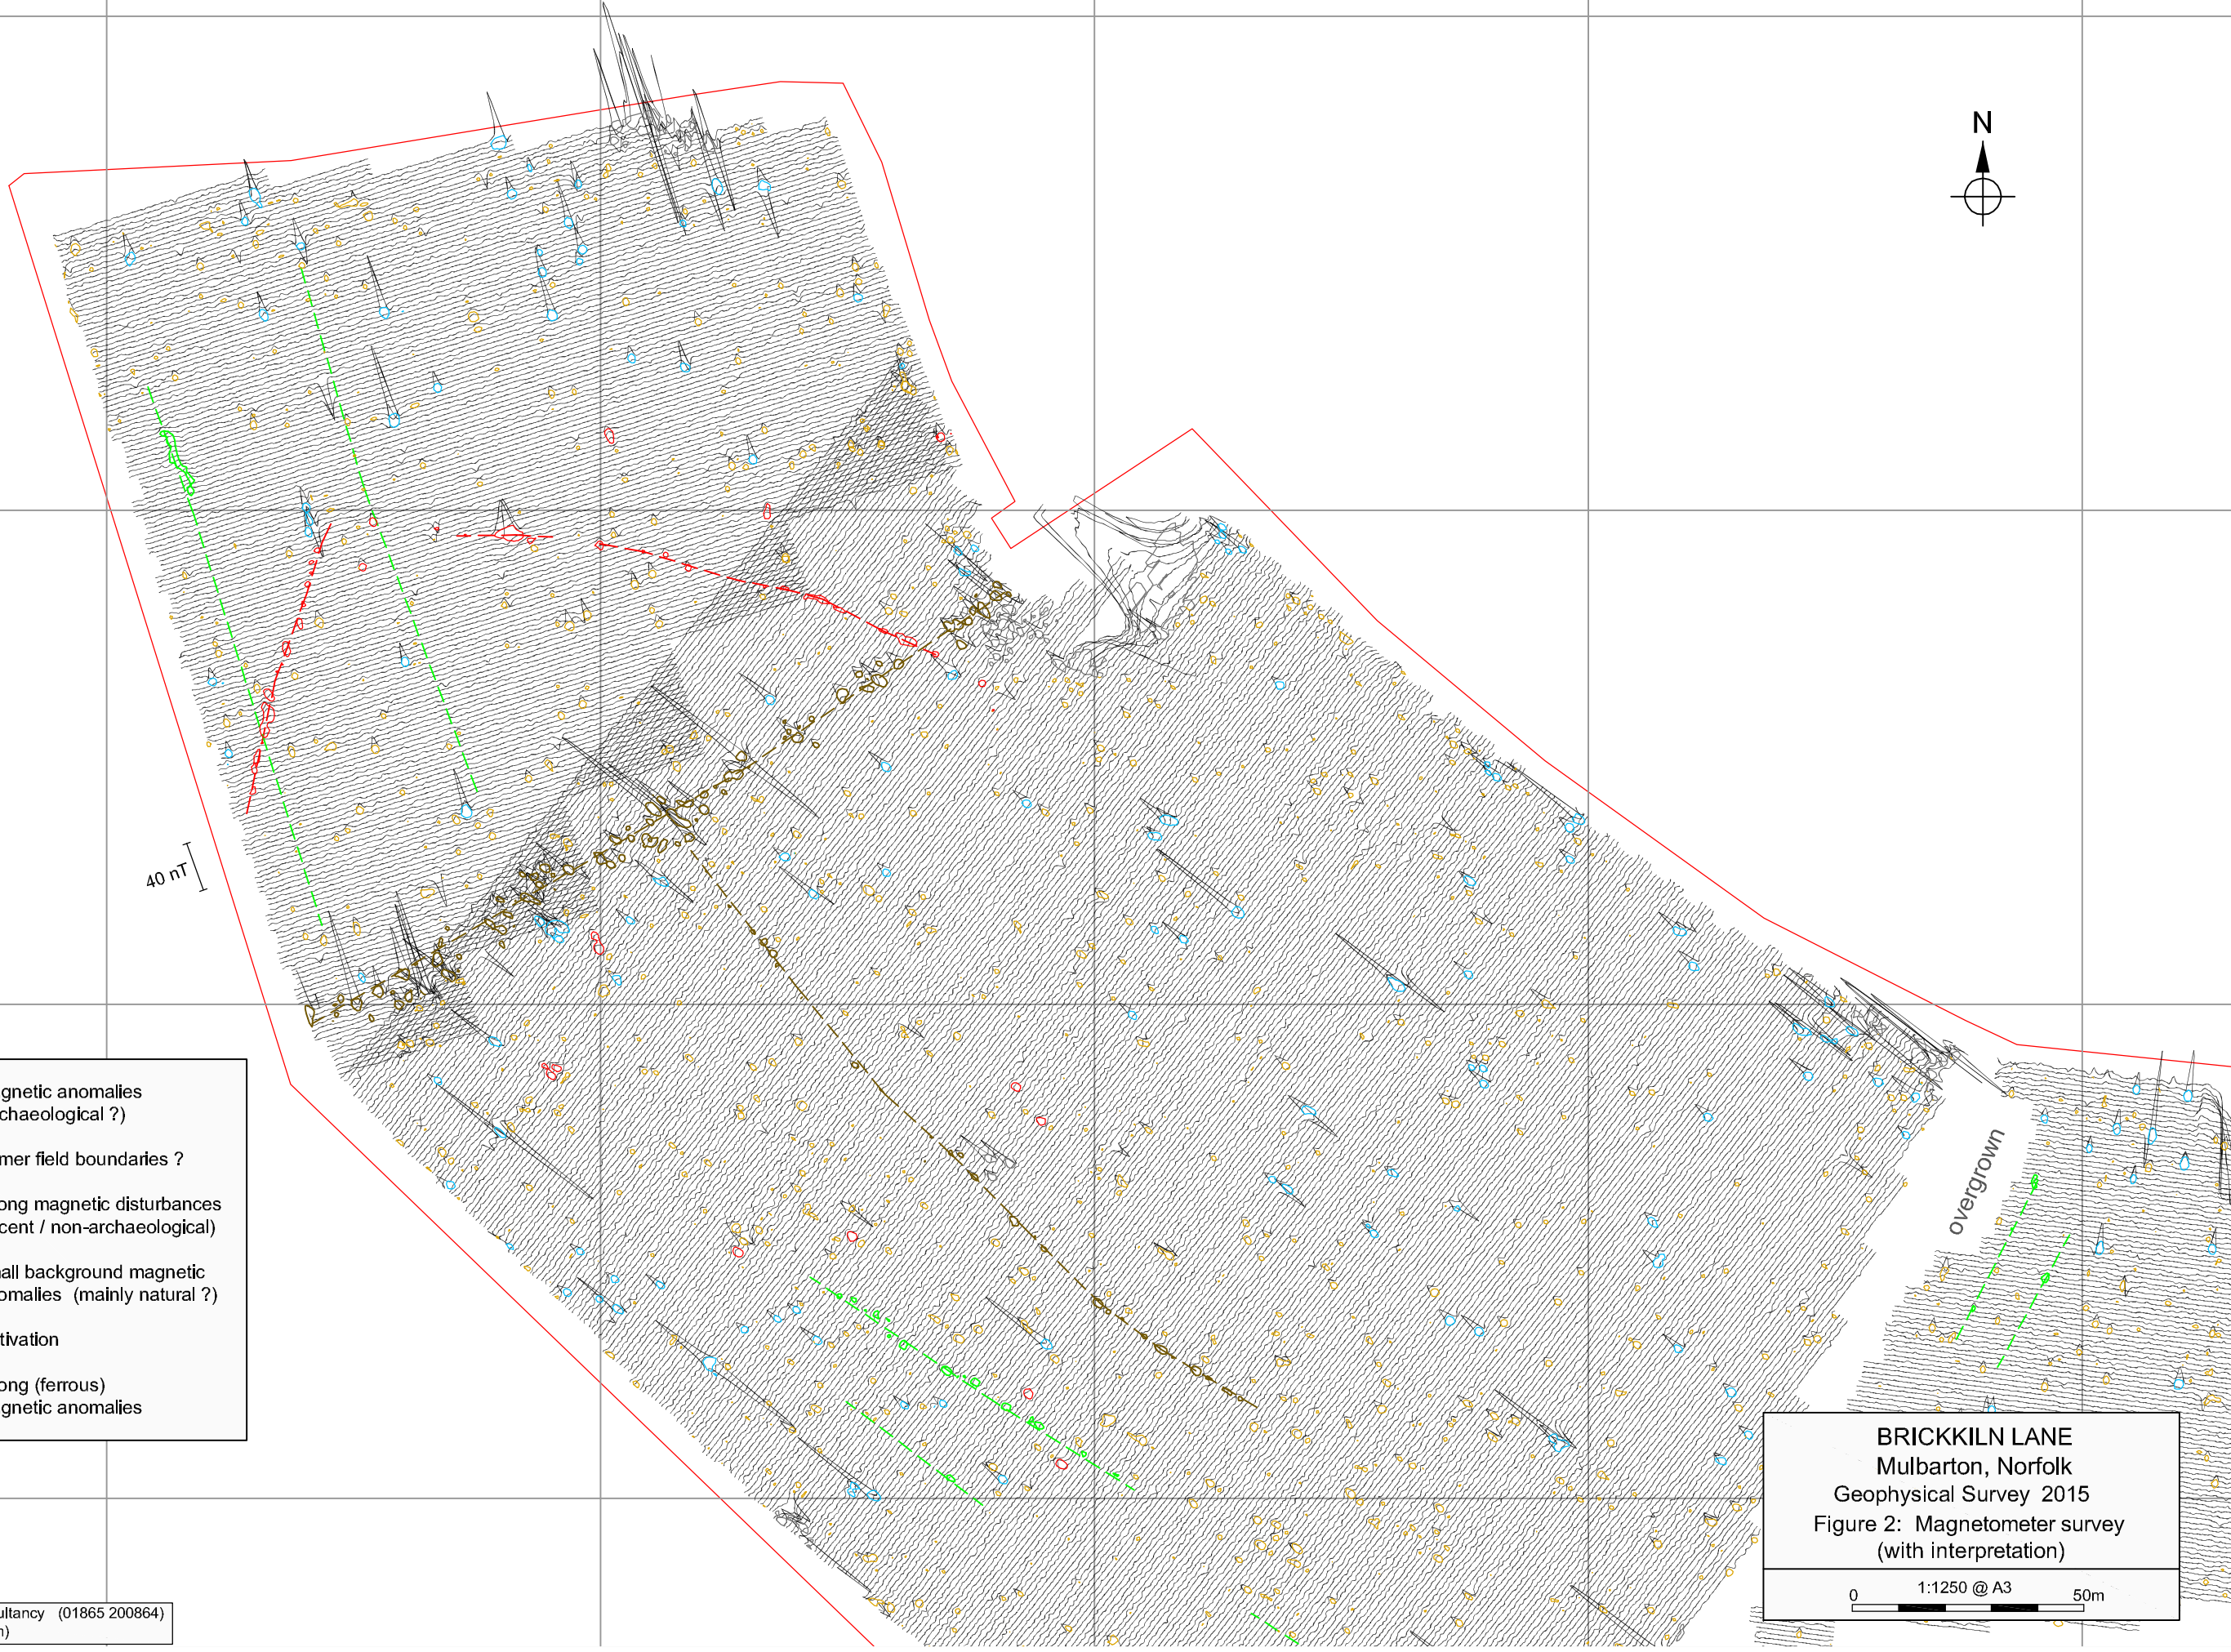 N
40 nT
gnetic anomalies
chaeological ?)
mer field boundaries ?
ong magnetic disturbances
cent / non-archaeological)
all background magnetic
omalies (mainly natural ?)
tivation
ong (ferrous)
gnetic anomalies
overgrown
BRICKKILN LANE
Mulbarton, Norfolk
Geophysical Survey 2015
Figure 2: Magnetometer survey
(with interpretation)
1:1250 @ A3
0 50m
ultancy (01865 200864)